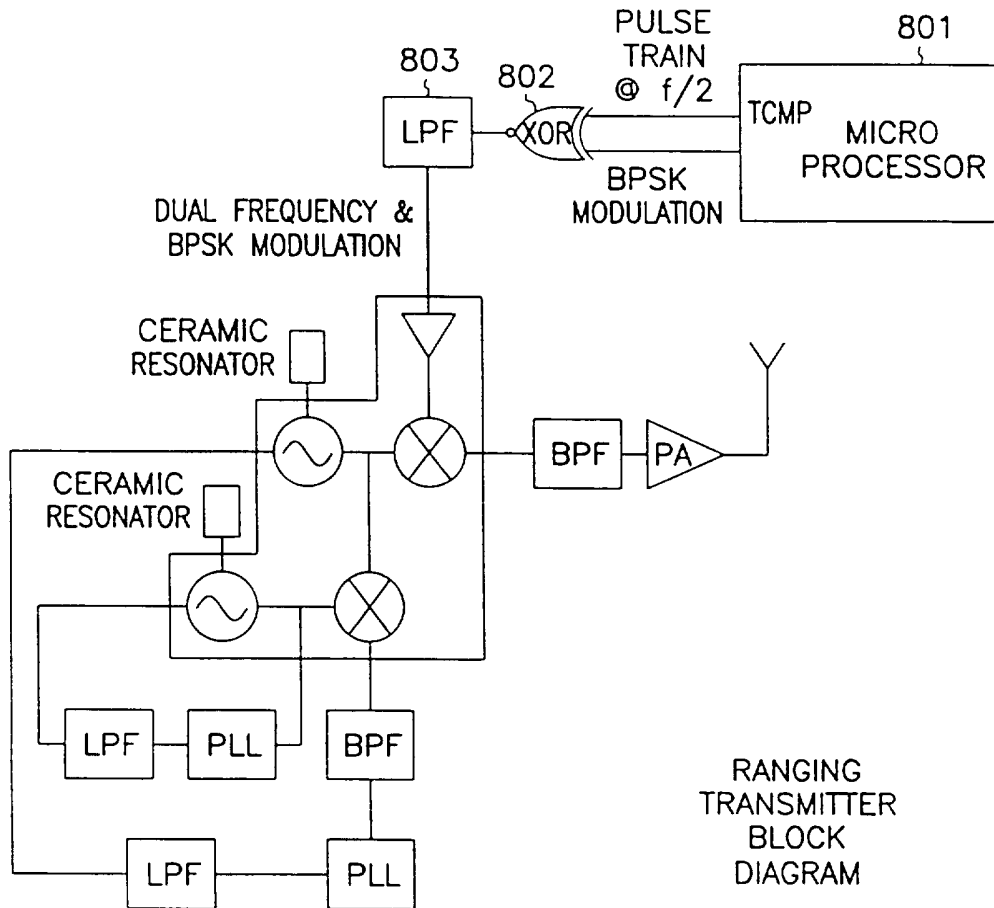 PULSE
TRAIN
@ f/2
801
803
802
LPF
XOR
TCMP
MICRO
PROCESSOR
BPSK
MODULATION
DUAL FREQUENCY &
BPSK MODULATION
CERAMIC
RESONATOR
BPF
PA
CERAMIC
RESONATOR
LPF
PLL
BPF
LPF
PLL
RANGING
TRANSMITTER
BLOCK
DIAGRAM